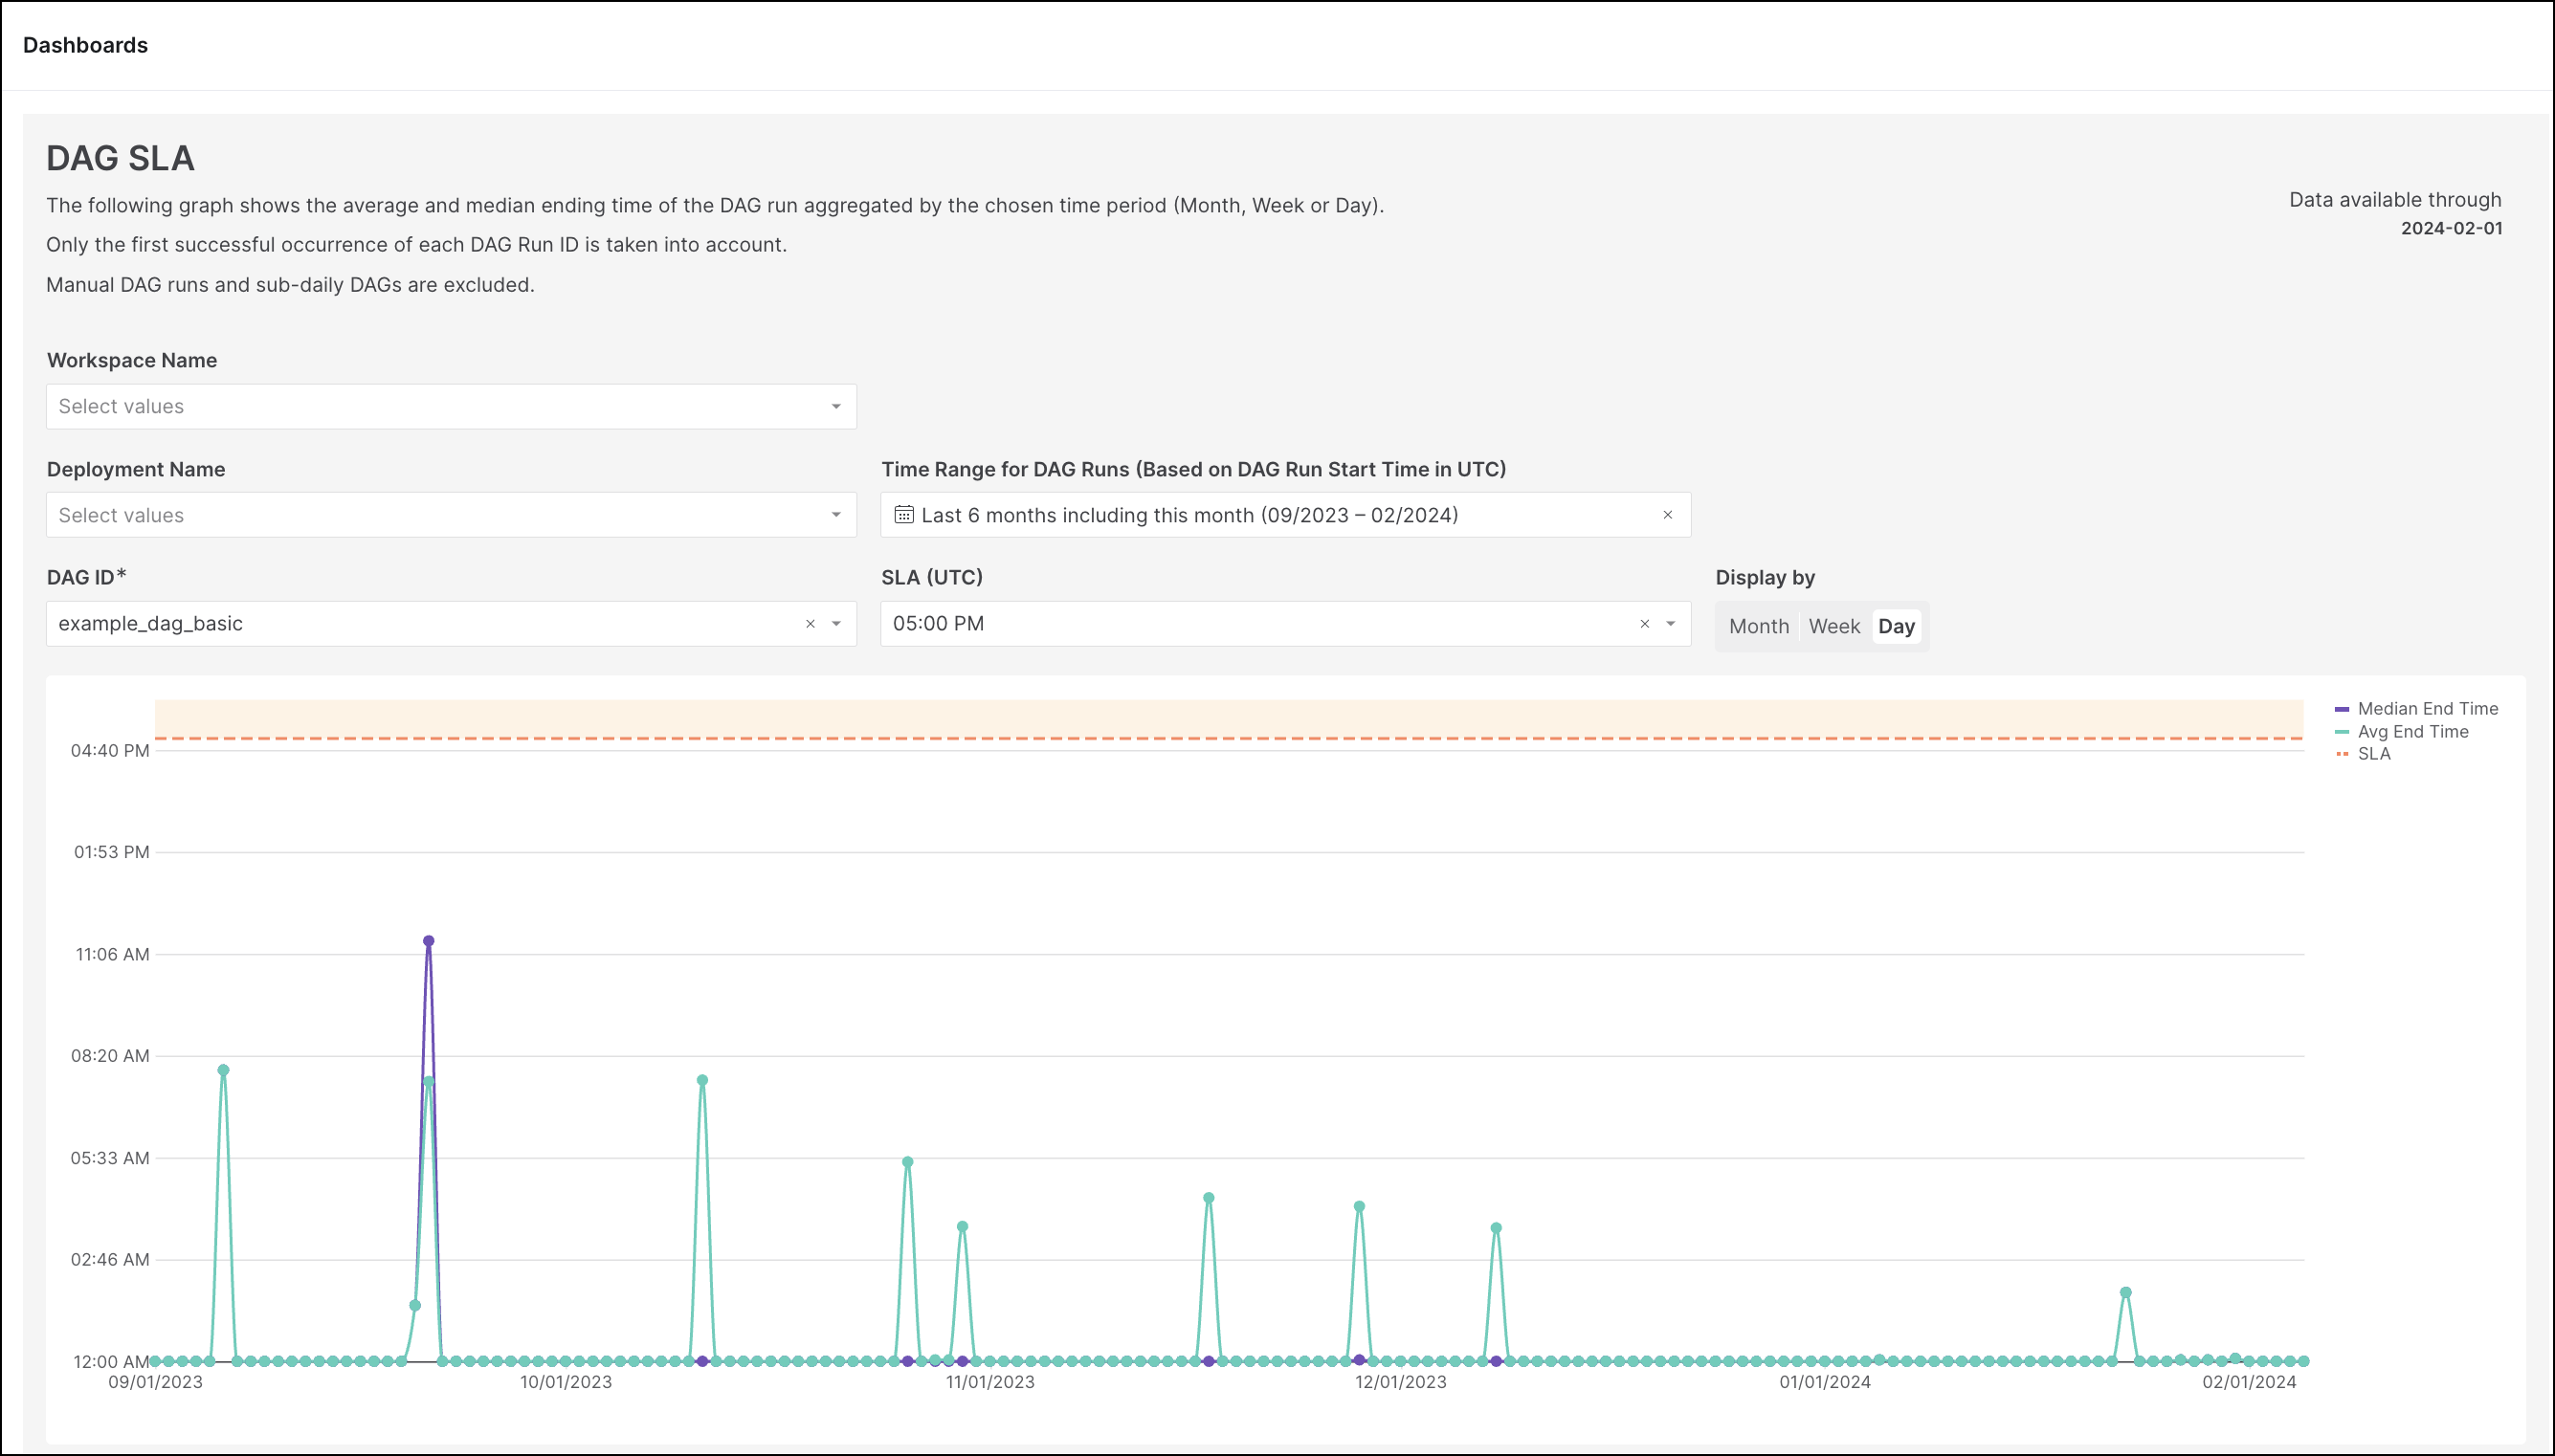 Dashboards
DAG SLA
The following graph shows the average and median ending time of the DAG run aggregated by the chosen time period (Month, Week or Day).
Only the first successful occurrence of each DAG Run ID is taken into account.
Manual DAG runs and sub-daily DAGs are excluded.
Data available through
2024-02-01
Workspace Name
Select values
Deployment Name
Select values
Time Range for DAG Runs (Based on DAG Run Start Time in UTC)
Last 6 months including this month (09/2023 – 02/2024)
DAG ID*
example_dag_basic
SLA (UTC)
05:00 PM
Display by
Month Week Day
Median End Time
Avg End Time
SLA
04:40 PM
01:53 PM
11:06 AM
08:20 AM
05:33 AM
02:46 AM
12:00 AM
09/01/2023 10/01/2023 11/01/2023 12/01/2023 01/01/2024 02/01/2024